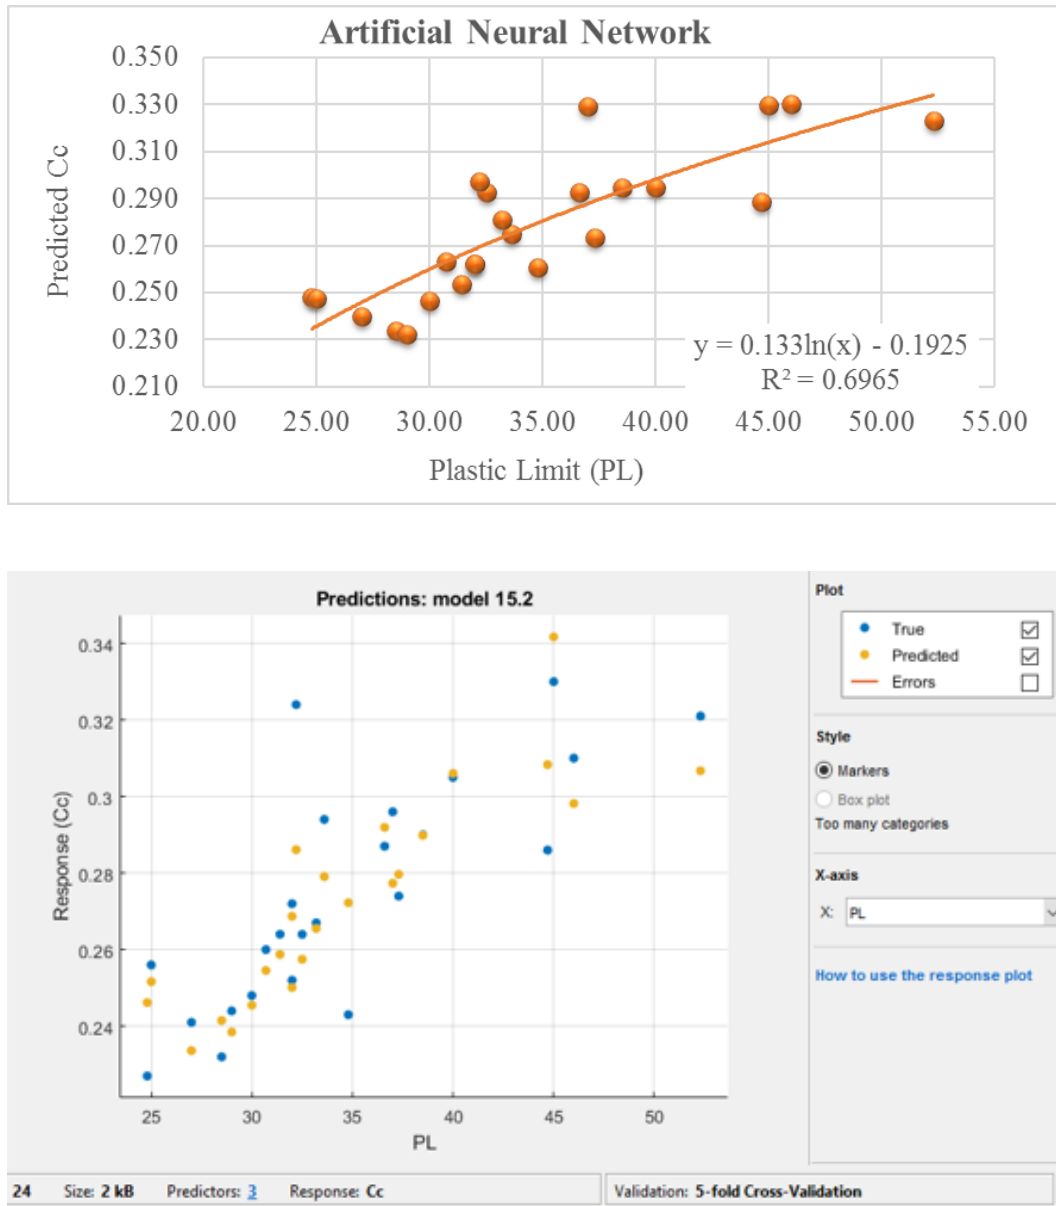 Artificial Neural Network
0.350
0.330
0.310
0.290
0.270
0.250
0.230
0.210
Predicted Cc
y = 0.133ln(x) - 0.1925
R² = 0.6965
20.00 25.00 30.00 35.00 40.00 45.00 50.00 55.00
Plastic Limit (PL)
Predictions: model 15.2
0.34
0.32
0.3
0.28
0.26
0.24
Response (Cc)
25 30 35 40 45 50
PL
Plot
True
Predicted
Errors
Style
Markers
Box plot
Too many categories
X-axis
X: PL
How to use the response plot
24 Size: 2 kB Predictors: 3 Response: Cc Validation: 5-fold Cross-Validation